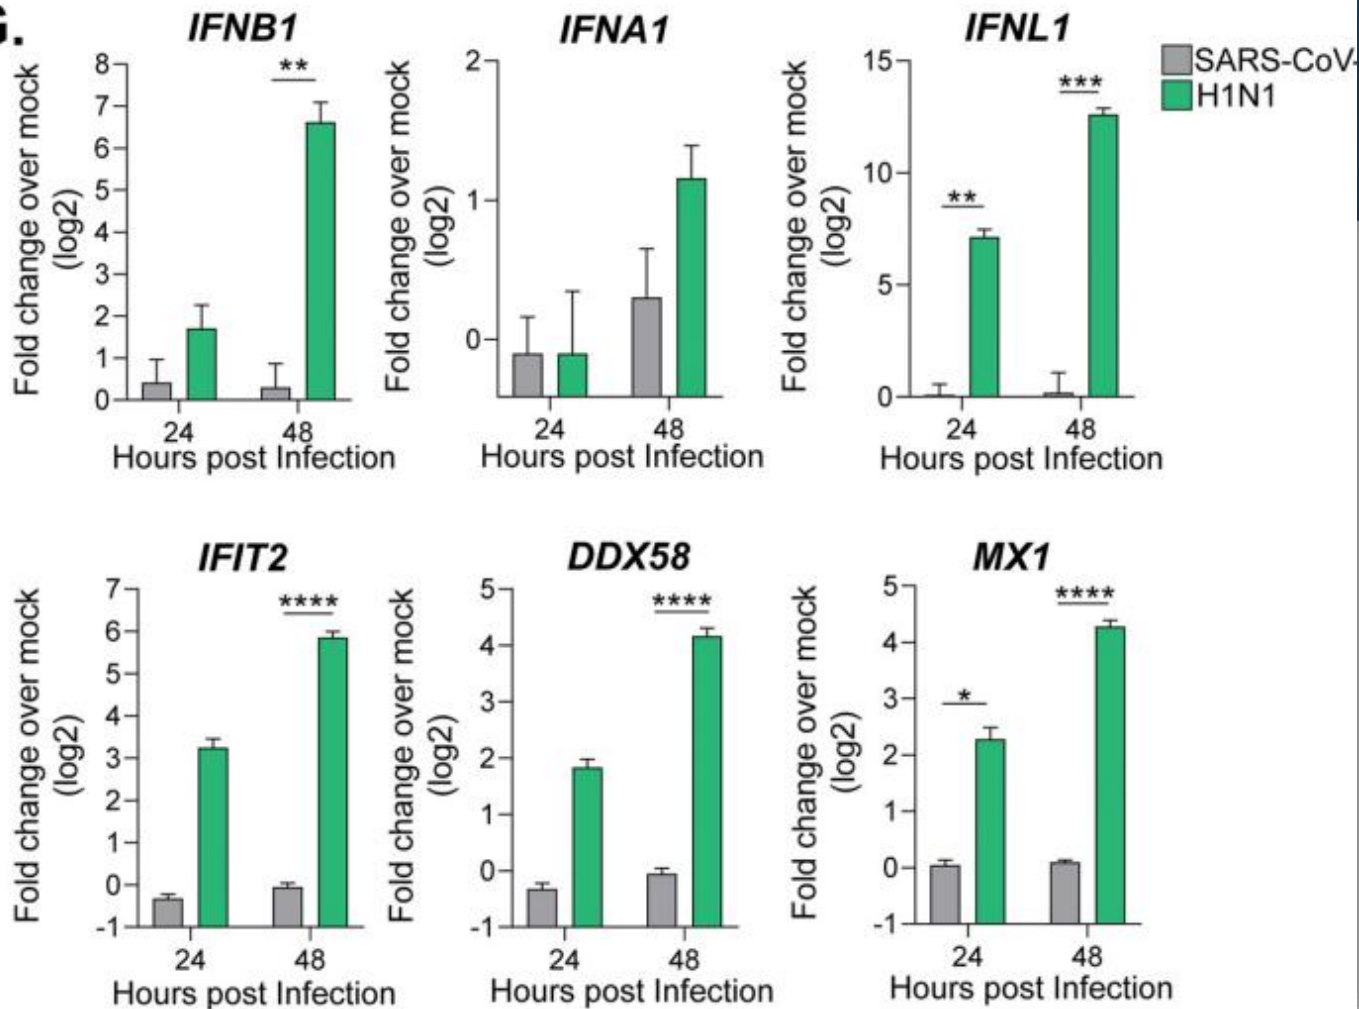 G.
IFNB1
IFNA1
IFNL1
SARS-CoV-
H1N1
Fold change over mock
(log2)
8
7
6
5
4
3
2
1
0
**
24
48
Hours post Infection
Fold change over mock
(log2)
2
1
0
24
48
Hours post Infection
Fold change over mock
(log2)
15
10
5
0
**
***
24
48
Hours post Infection
IFIT2
DDX58
MX1
Fold change over mock
(log2)
7
6
5
4
3
2
1
0
-1
****
24
48
Hours post Infection
Fold change over mock
(log2)
5
4
3
2
1
0
-1
****
24
48
Hours post Infection
Fold change over mock
(log2)
5
4
3
2
1
0
-1
*
****
24
48
Hours post Infection